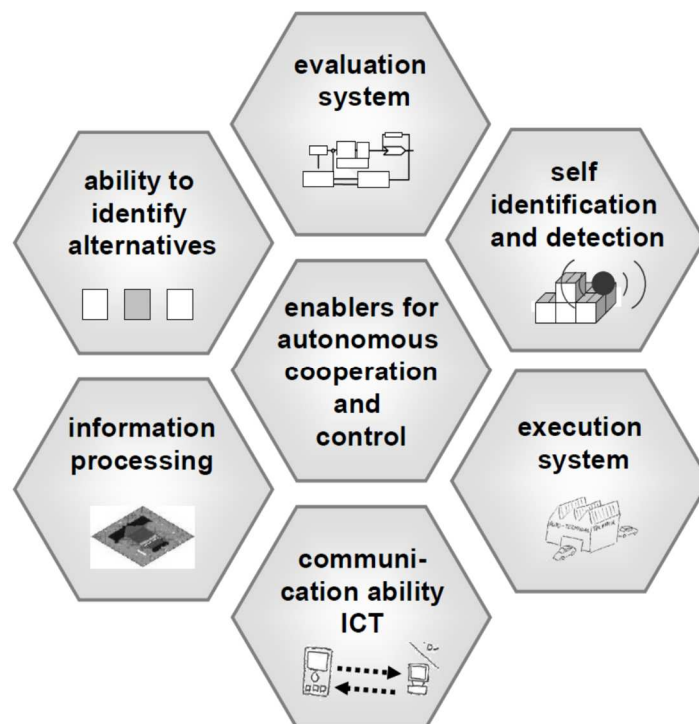 evaluation
system
ability to
identify
alternatives
self
identification
and detection
enablers for
autonomous
cooperation
and
control
information
processing
execution
system
communi-
cation ability
ICT